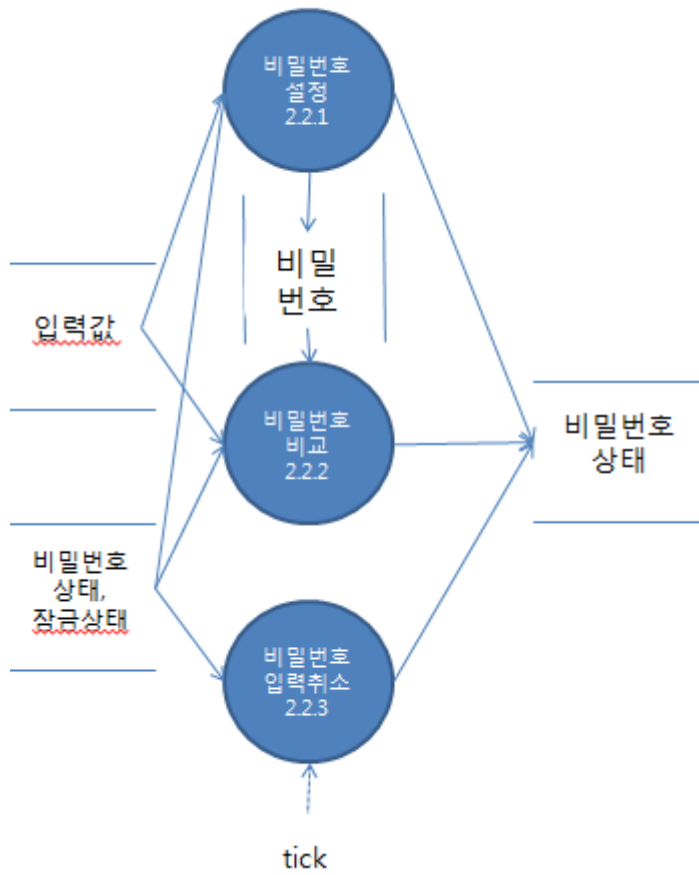 비밀번호
설정
2.2.1
비밀
번호
입력값
비밀번호
비교
2.2.2
비밀번호
상태
비밀번호
상태,
잠금상태
비밀번호
입력취소
2.2.3
tick